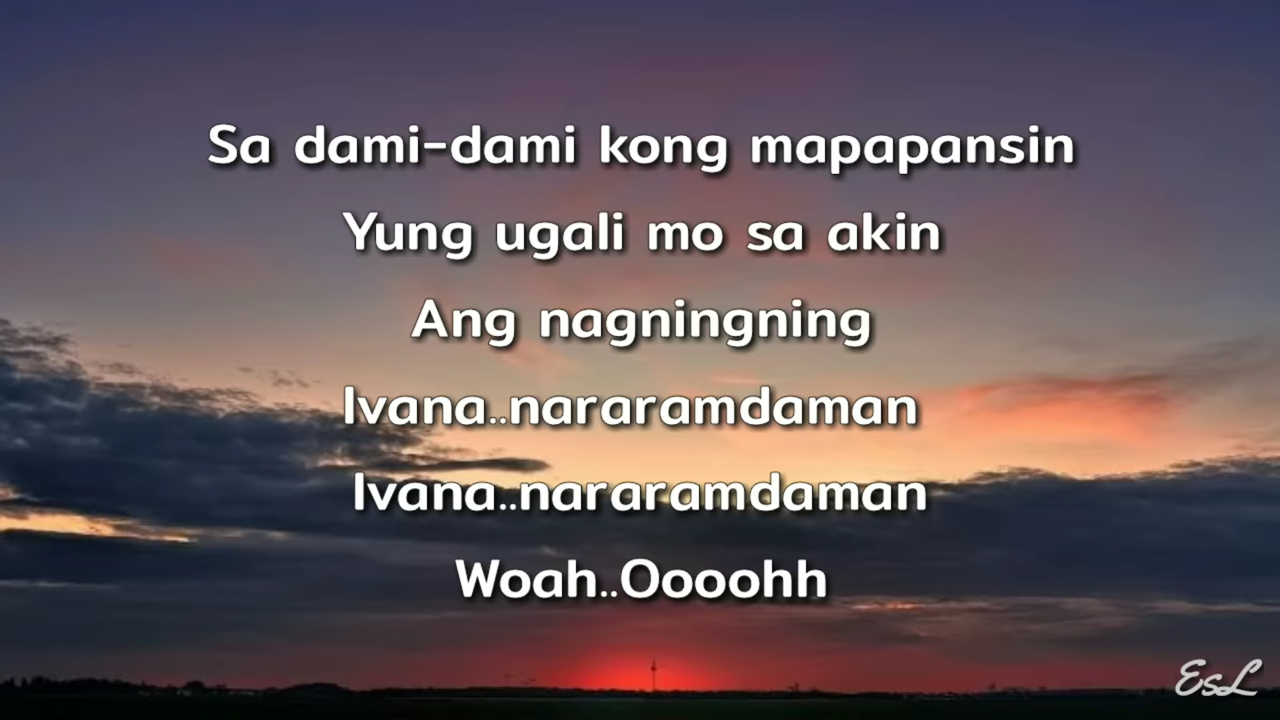 Sa dami-dami kong mapapansin
Yung ugali mo sa akin
Ang nagningning
Ivana..nararamdaman
Ivana..nararamdaman
Woah..Oooohh
EsL